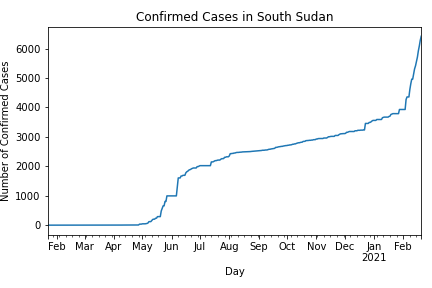 Confirmed Cases in South Sudan
Number of Confirmed Cases
6000
5000
4000
3000
2000
1000
0
Feb Mar Apr May Jun Jul Aug Sep Oct Nov Dec Jan Feb
2021
Day